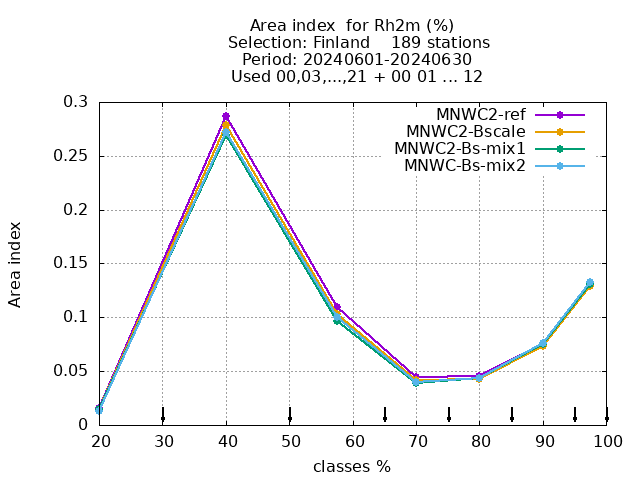 Area index  for Rh2m (%)
Selection: Finland    189 stations
Period: 20240601-20240630
Used 00,03,...,21 + 00 01 ... 12
MNWC2-ref
MNWC2-Bscale
MNWC2-Bs-mix1
MNWC-Bs-mix2
0.3
0.25
0.2
0.15
0.1
0.05
0
Area index
20 30 40 50 60 70 80 90 100
classes %